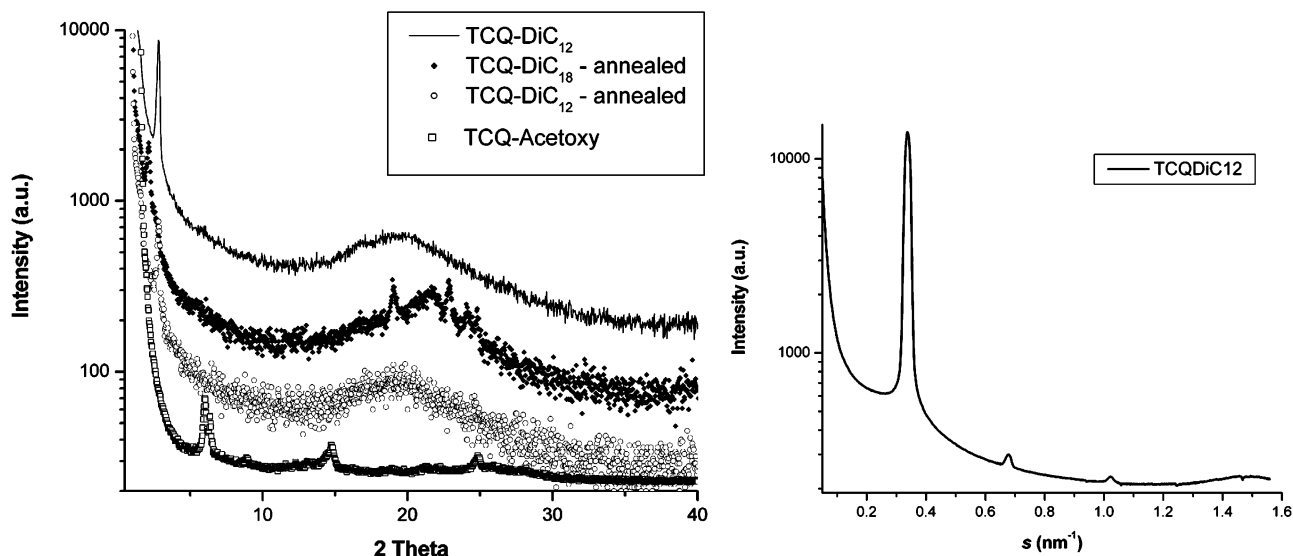 10000
1000
100
Intensity (a.u.)
10
20
30
40
2 Theta
TCQ-DiC12
TCQ-DiC18 - annealed
TCQ-DiC12 - annealed
TCQ-Acetoxy
10000
1000
Intensity (a.u.)
0.2
0.4
0.6
0.8
1.0
1.2
1.4
1.6
s (nm-1)
TCQDiC12